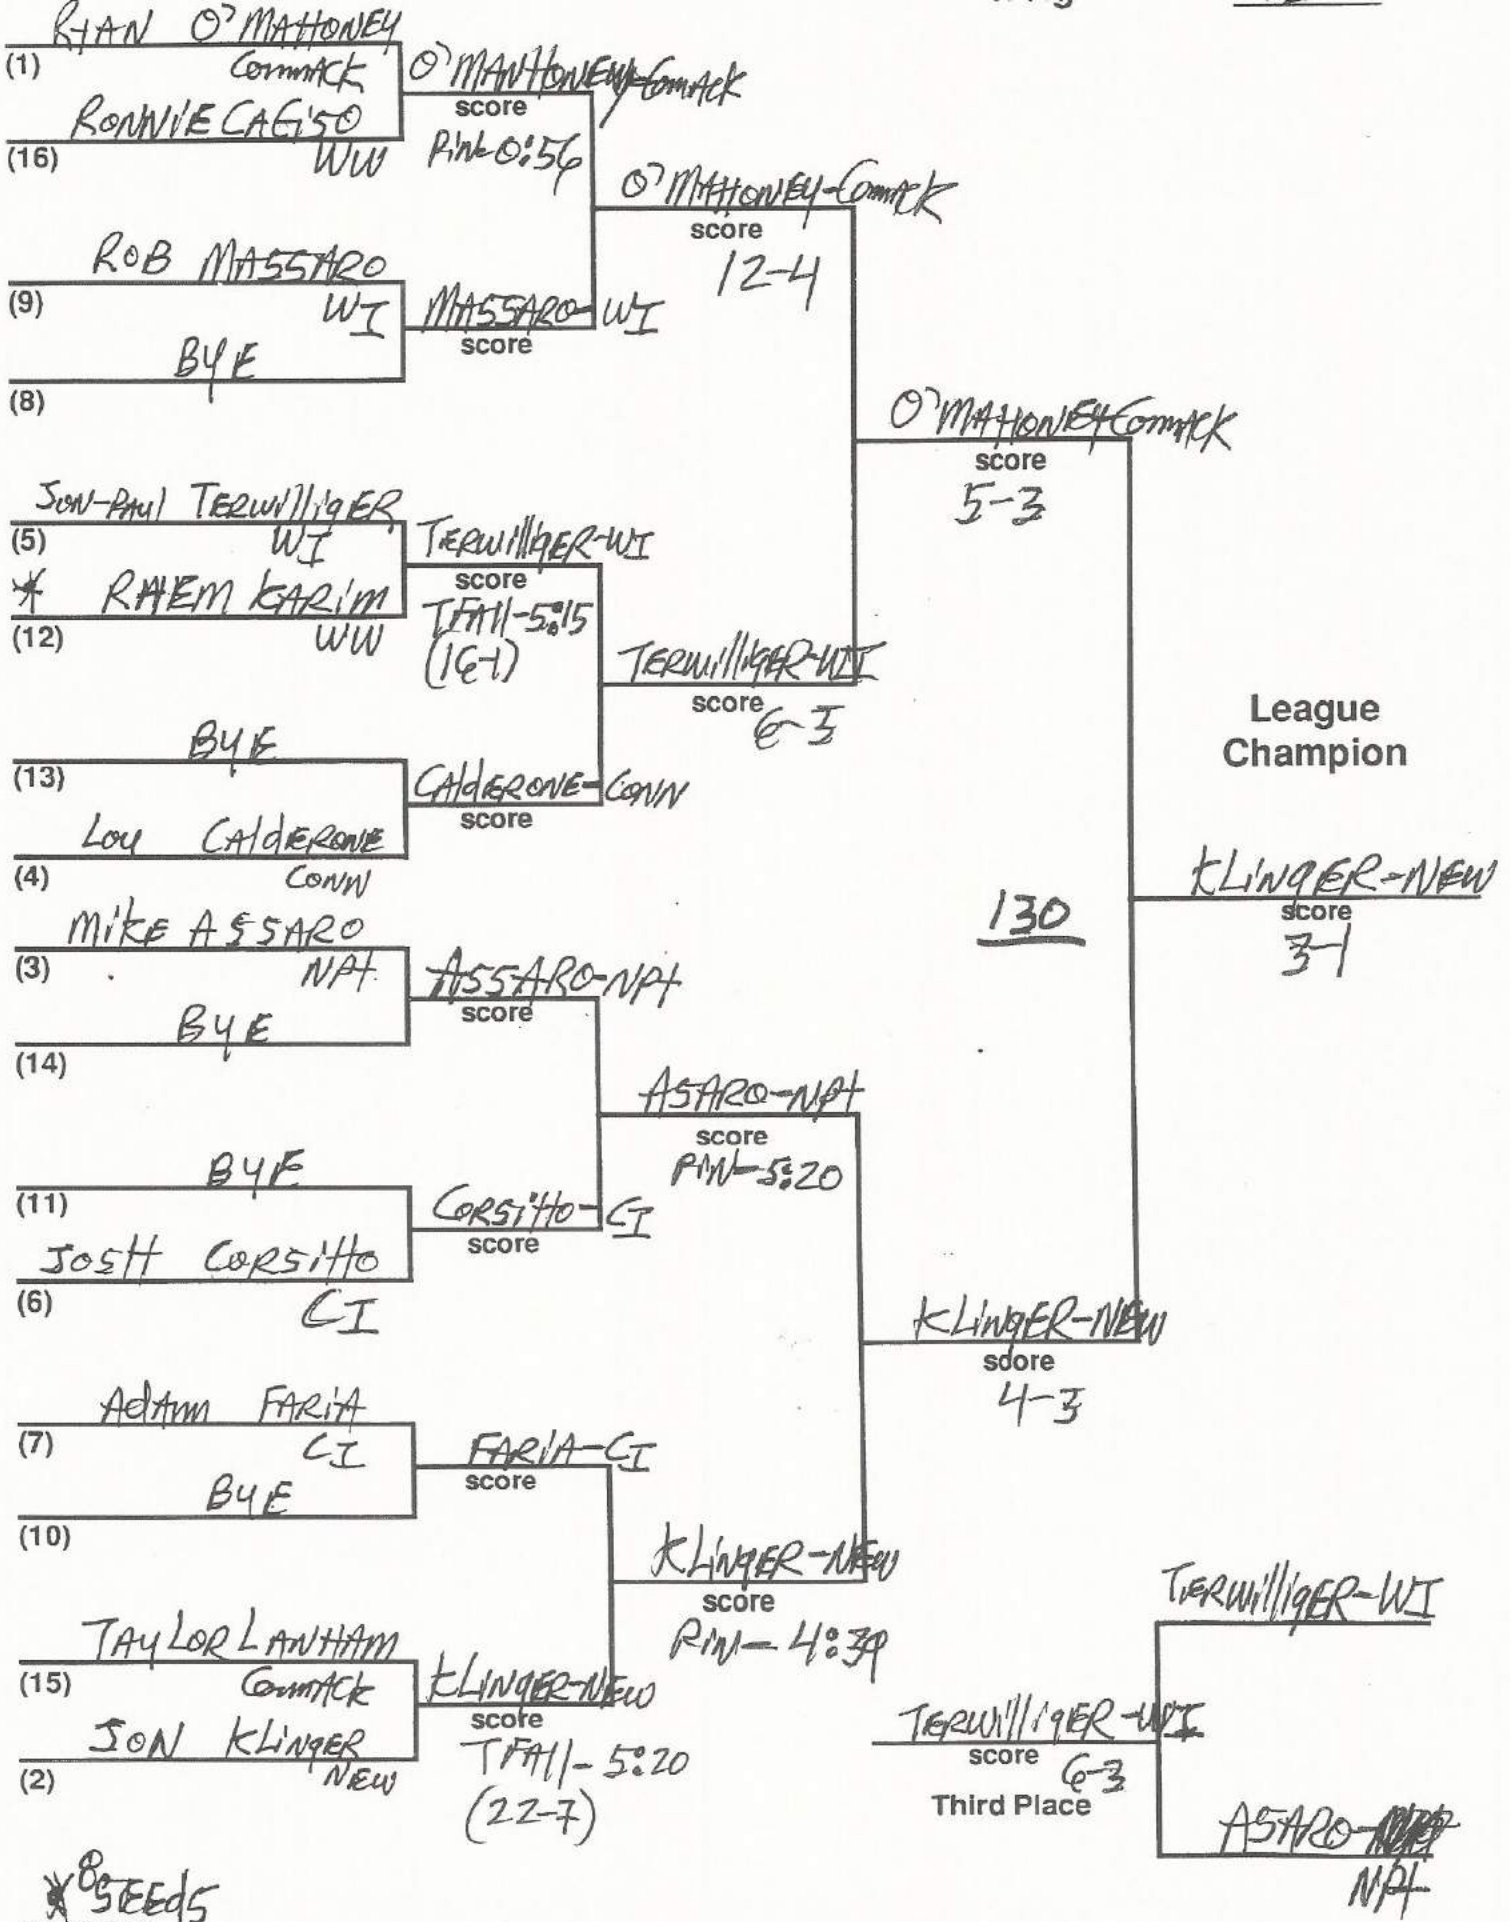 RYAN O'MAHONEY
(1)
CommACK
RONNIE CAGISO
(16)
WW
O'MANHONEY-CommAck
score
Pin-0:56
ROB MASSARO
(9)
WI
BYE
(8)
MASSARO-WI
score
O'MAHONEY-CommACK
score
12-4
JON-PAUL TERWILLIGER
(5)
WI
* RAHEM KARIM
(12)
WW
TERWILLIGER-WI
score
TFAll-5:15
(16-1)
BYE
(13)
Lou CAldERONE
(4)
CONN
CAldERONE-CONN
score
TERWILLIGER-WI
score
6-3
O'MAHONEY-CommACK
score
5-3
MIKE ASSARO
(3)
NPt
BYE
(14)
ASSARO-NPt
score
BYE
(11)
JOSH CORSITTO
(6)
CI
CORSITTO-CI
score
ASARO-NPt
score
PIN-5:20
AdAm FARIA
(7)
CI
BYE
(10)
FARIA-CI
score
TAYLOR LANHAM
(15)
CommACK
JON KLINGER
(2)
NEW
KLINGER-NEW
score
TFAll-5:20
(22-7)
KLINGER-NEW
score
PIN-4:39
KLINGER-NEW
score
4-3
130
League
Champion
KLINGER-NEW
score
3-1
TERWILLIGER-WI
TERWILLIGER-WI
score
6-3
Third Place
ASARO-
NPt
* 8 SEEdS